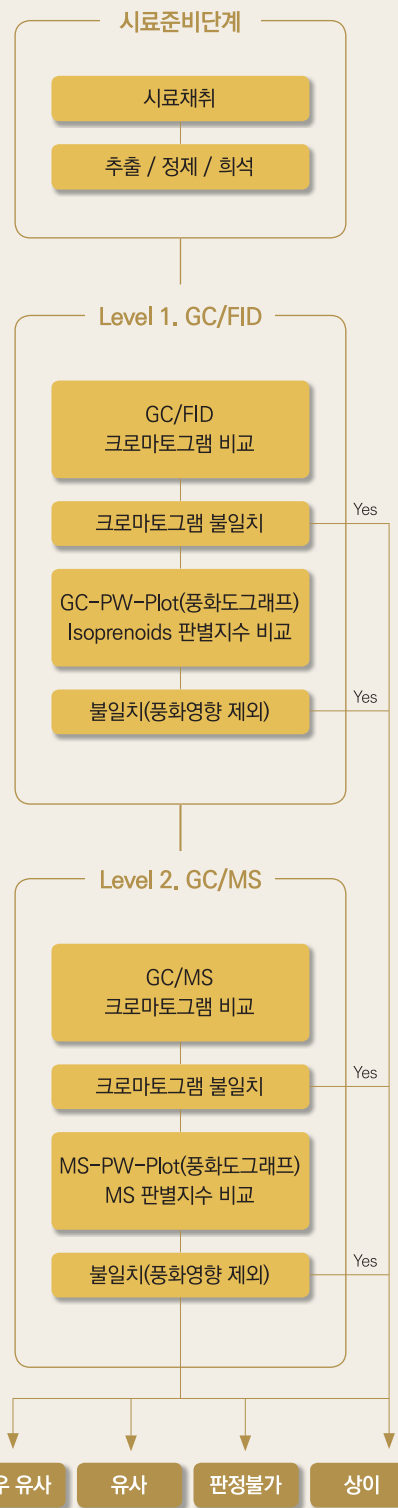 시료준비단계
시료채취
추출 / 정제 / 희석
Level 1. GC/FID
GC/FID
크로마토그램 비교
크로마토그램 불일치
Yes
GC-PW-Plot(풍화도그래프)
Isoprenoids 판별지수 비교
불일치(풍화영향 제외)
Yes
Level 2. GC/MS
GC/MS
크로마토그램 비교
크로마토그램 불일치
Yes
MS-PW-Plot(풍화도그래프)
MS 판별지수 비교
불일치(풍화영향 제외)
Yes
유사
유사
판정불가
상이